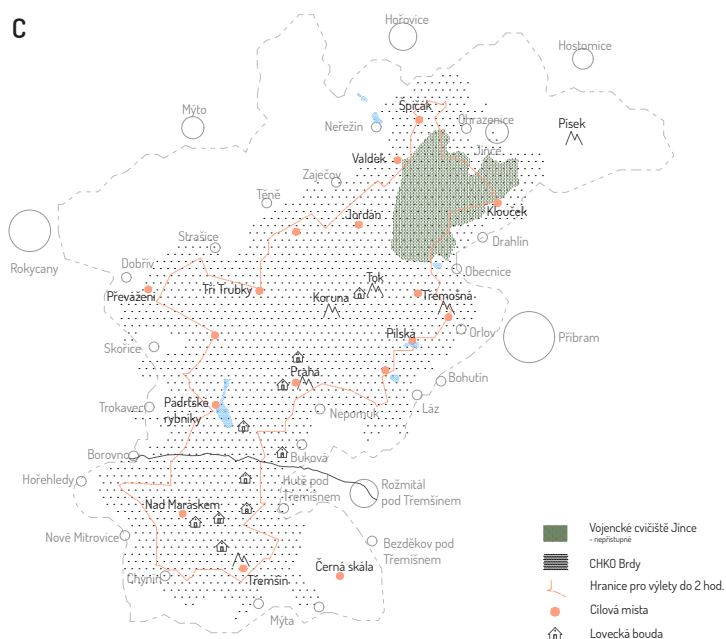 C
Hořovice
Hostomice
Mýto
Špičák
Neřežín
Obrazenice
Jince
Písek
Valdek
Zaječov
Těně
Klouček
Jordán
Strašice
Drahlín
Rokycany
Dobřív
Obecnice
Převážení
Tři Trubky
Tok
Koruna
Třemošná
Příbram
Orlov
Pilská
Skořice
Praha
Bohutín
Láz
Trokavec
Padrťské
rybníky
Nepomuk
Borovno
Buková
Hořehledy
Hutě pod
Třemšínem
Rožmitál
pod Třemšínem
Nad Maráskem
Nové Mitrovice
Bezděkov pod
Třemšínem
Chynín
Třemšín
Černá skála
Mýta
Vojencké cvičiště Jince
- nepřístupné
CHKO Brdy
Hranice pro výlety do 2 hod.
Cílová místa
Lovecká bouda